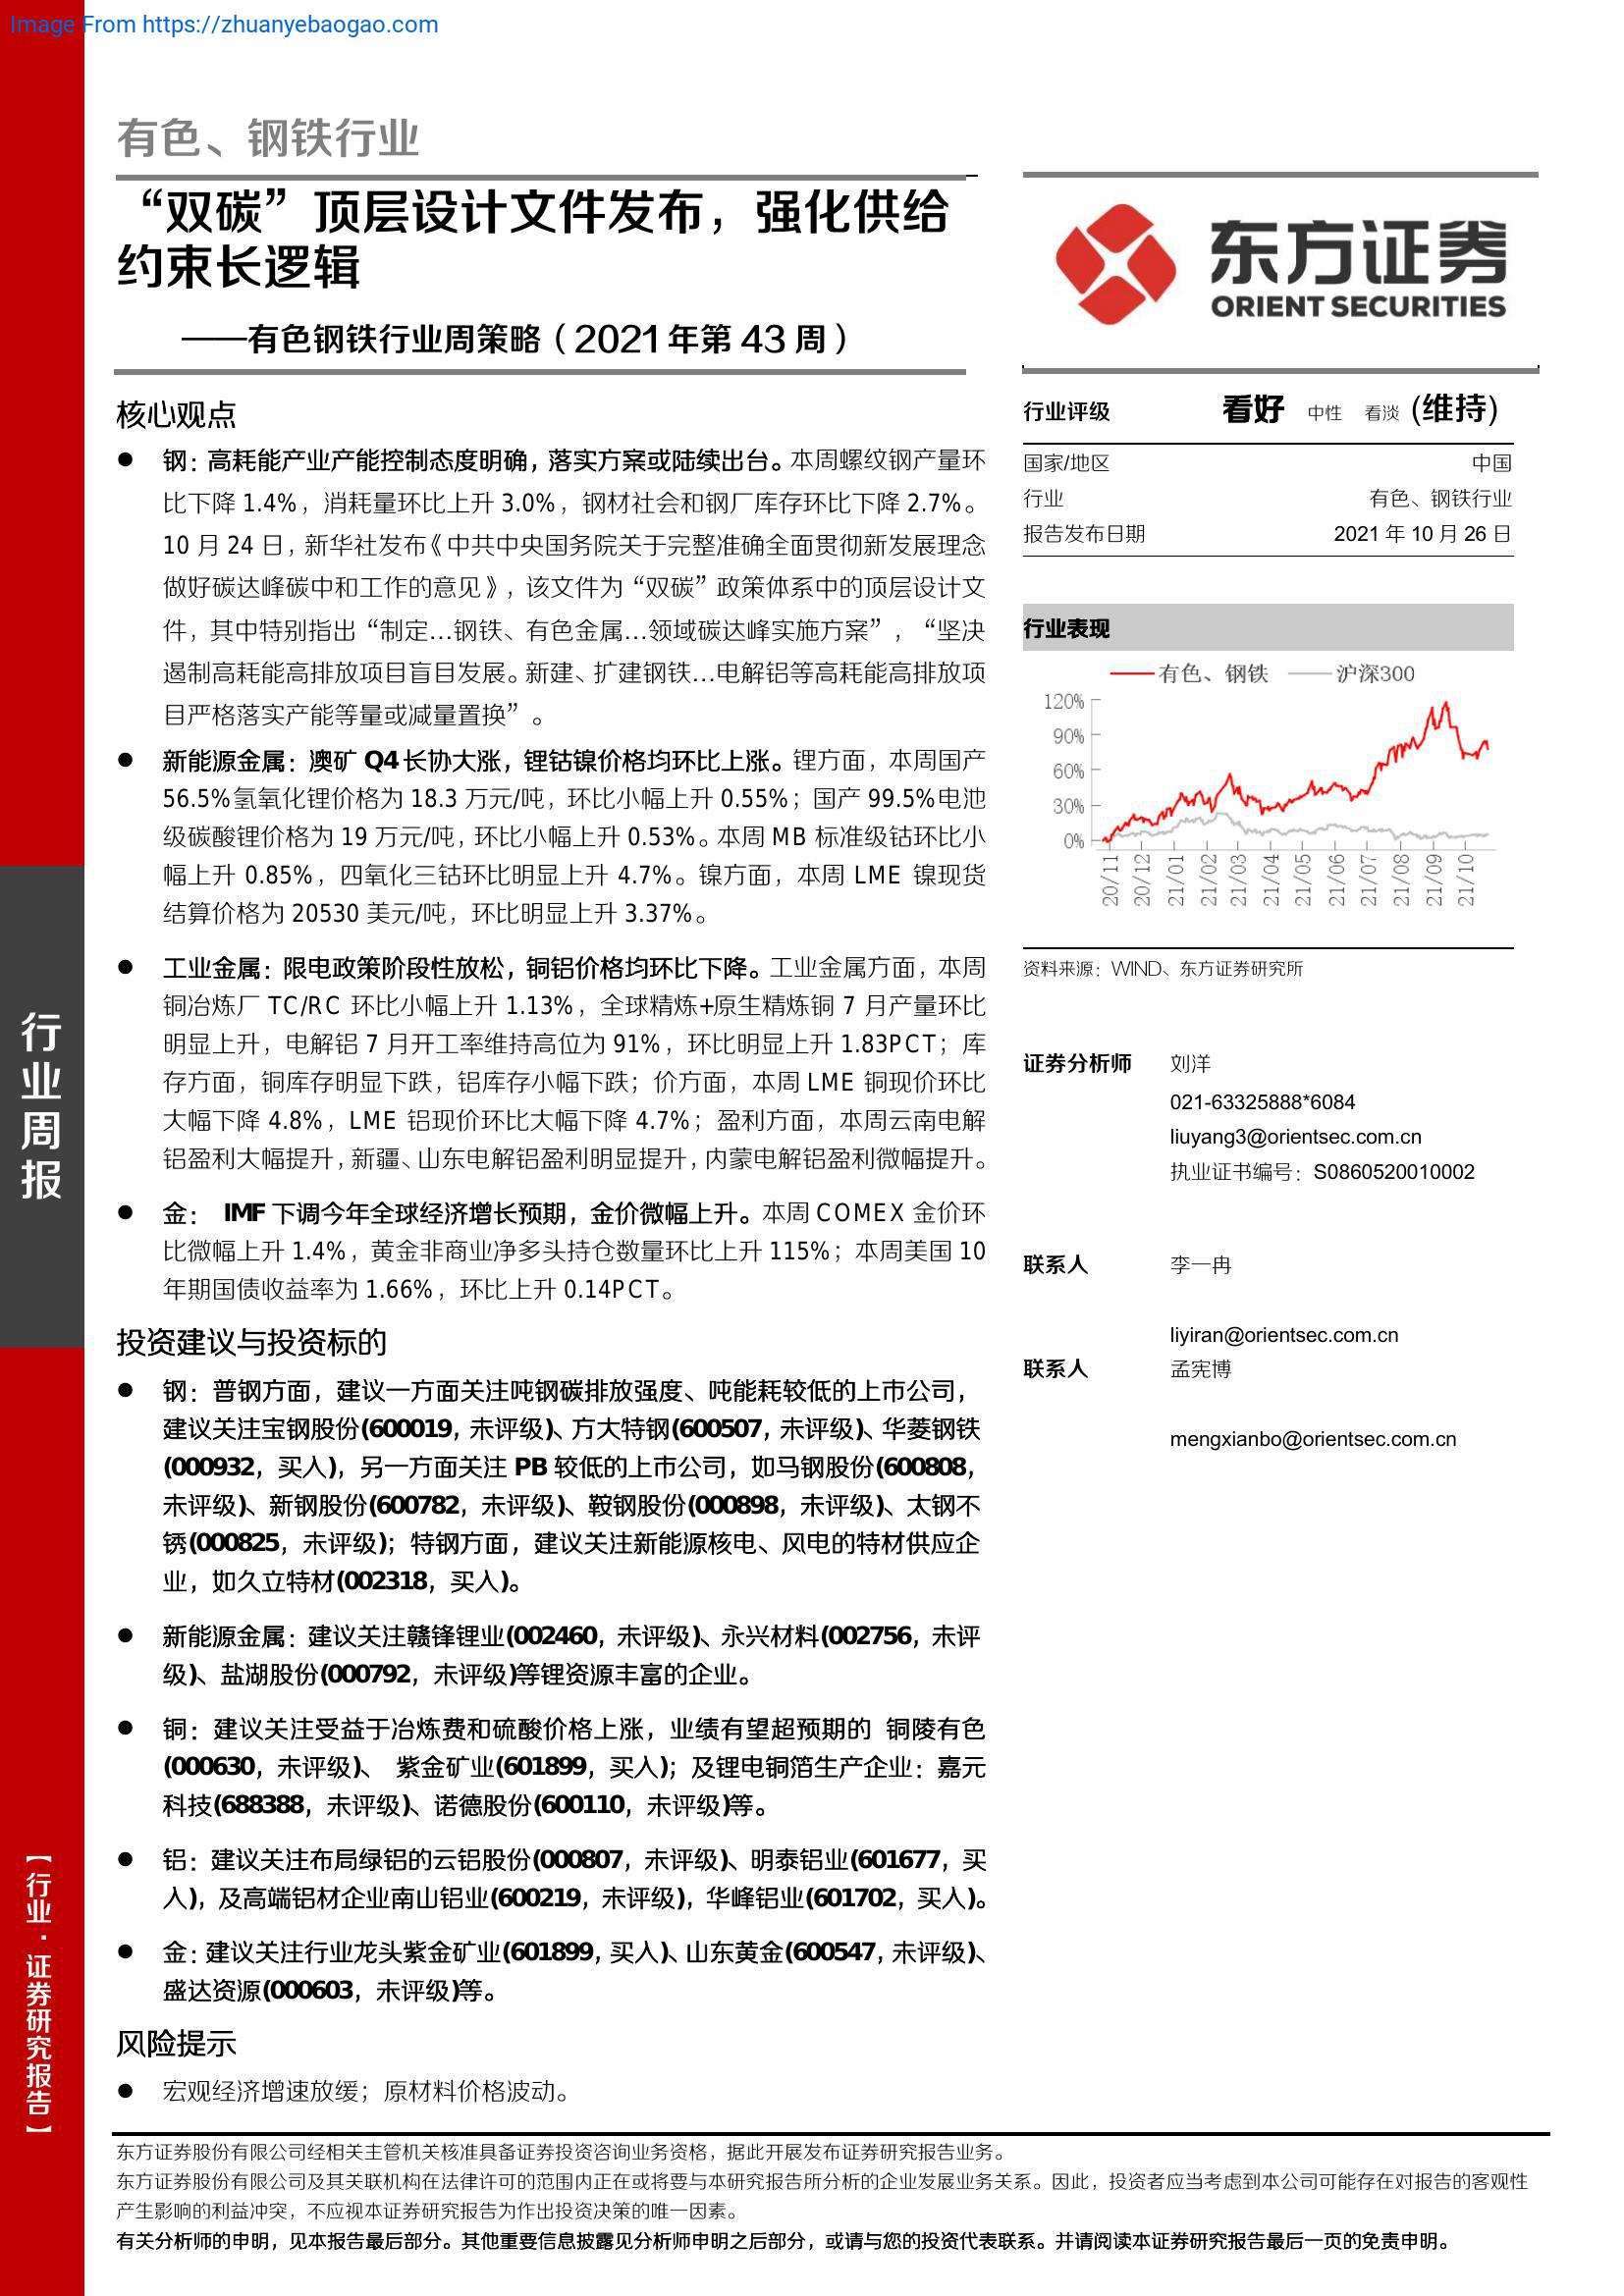 Image From https://zhuanyebaogao.com
有色、钢铁行业
“双碳”顶层设计文件发布，强化供给
约束长逻辑
——有色钢铁行业周策略（2021年第 43 周）
核心观点
● 钢：高耗能产业产能控制态度明确，落实方案或陆续出台。本周螺纹钢产量环
比下降 1.4%，消耗量环比上升 3.0%，钢材社会和钢厂库存环比下降 2.7%。
10 月 24 日，新华社发布《中共中央国务院关于完整准确全面贯彻新发展理念
做好碳达峰碳中和工作的意见》，该文件为“双碳”政策体系中的顶层设计文
件，其中特别指出“制定…钢铁、有色金属…领域碳达峰实施方案”，“坚决
遏制高耗能高排放项目盲目发展。新建、扩建钢铁…电解铝等高耗能高排放项
目严格落实产能等量或减量置换”。
● 新能源金属：澳矿 Q4 长协大涨，锂钴镍价格均环比上涨。锂方面，本周国产
56.5%氢氧化锂价格为 18.3 万元/吨，环比小幅上升 0.55%；国产 99.5%电池
级碳酸锂价格为 19 万元/吨，环比小幅上升 0.53%。本周 MB 标准级钴环比小
幅上升 0.85%，四氧化三钴环比明显上升 4.7%。镍方面，本周 LME 镍现货
结算价格为 20530 美元/吨，环比明显上升 3.37%。
● 工业金属：限电政策阶段性放松，铜铝价格均环比下降。工业金属方面，本周
铜冶炼厂 TC/RC 环比小幅上升 1.13%，全球精炼+原生精炼铜 7 月产量环比
明显上升，电解铝 7 月开工率维持高位为 91%，环比明显上升 1.83PCT；库
存方面，铜库存明显下跌，铝库存小幅下跌；价方面，本周 LME 铜现价环比
大幅下降 4.8%，LME 铝现价环比大幅下降 4.7%；盈利方面，本周云南电解
铝盈利大幅提升，新疆、山东电解铝盈利明显提升，内蒙电解铝盈利微幅提升。
● 金： IMF 下调今年全球经济增长预期，金价微幅上升。本周 COMEX 金价环
比微幅上升 1.4%，黄金非商业净多头持仓数量环比上升 115%；本周美国 10
年期国债收益率为 1.66%，环比上升 0.14PCT。
投资建议与投资标的
● 钢：普钢方面，建议一方面关注吨钢碳排放强度、吨能耗较低的上市公司，
建议关注宝钢股份(600019，未评级)、方大特钢(600507，未评级)、华菱钢铁
(000932，买入)，另一方面关注 PB 较低的上市公司，如马钢股份(600808，
未评级)、新钢股份(600782，未评级)、鞍钢股份(000898，未评级)、太钢不
锈(000825，未评级)；特钢方面，建议关注新能源核电、风电的特材供应企
业，如久立特材(002318，买入)。
● 新能源金属：建议关注赣锋锂业(002460，未评级)、永兴材料(002756，未评
级)、盐湖股份(000792，未评级)等锂资源丰富的企业。
● 铜：建议关注受益于冶炼费和硫酸价格上涨，业绩有望超预期的 铜陵有色
(000630，未评级)、 紫金矿业(601899，买入)；及锂电铜箔生产企业：嘉元
科技(688388，未评级)、诺德股份(600110，未评级)等。
● 铝：建议关注布局绿铝的云铝股份(000807，未评级)、明泰铝业(601677，买
入)，及高端铝材企业南山铝业(600219，未评级)，华峰铝业(601702，买入)。
● 金：建议关注行业龙头紫金矿业(601899，买入)、山东黄金(600547，未评级)、
盛达资源(000603，未评级)等。
风险提示
● 宏观经济增速放缓；原材料价格波动。
东方证券
ORIENT SECURITIES
行业评级 看好 中性 看淡 (维持)
国家/地区 中国
行业 有色、钢铁行业
报告发布日期 2021 年 10 月 26 日
行业表现
有色、钢铁 沪深300
120%
90%
60%
30%
0%
20/11 20/12 21/01 21/02 21/03 21/04 21/05 21/06 21/07 21/08 21/09 21/10
资料来源：WIND、东方证券研究所
证券分析师 刘洋
021-63325888*6084
liuyang3@orientsec.com.cn
执业证书编号：S0860520010002
联系人 李一冉
liyiran@orientsec.com.cn
联系人 孟宪博
mengxianbo@orientsec.com.cn
行业周报
【行业·证券研究报告】
东方证券股份有限公司经相关主管机关核准具备证券投资咨询业务资格，据此开展发布证券研究报告业务。
东方证券股份有限公司及其关联机构在法律许可的范围内正在或将要与本研究报告所分析的企业发展业务关系。因此，投资者应当考虑到本公司可能存在对报告的客观性
产生影响的利益冲突，不应视本证券研究报告为作出投资决策的唯一因素。
有关分析师的申明，见本报告最后部分。其他重要信息披露见分析师申明之后部分，或请与您的投资代表联系。并请阅读本证券研究报告最后一页的免责申明。